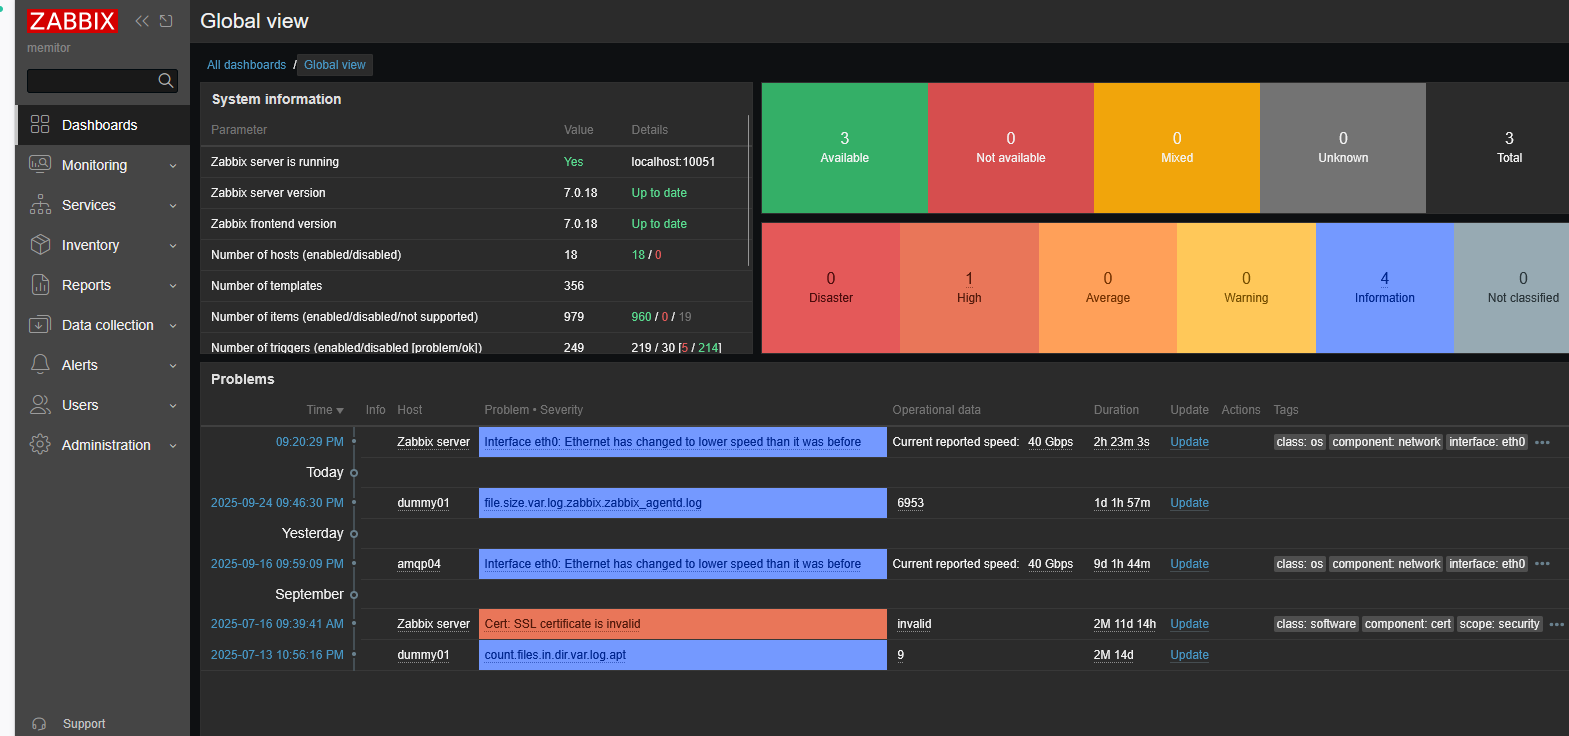 ZABBIX
memitor
Dashboards
Monitoring
Services
Inventory
Reports
Data collection
Alerts
Users
Administration
Support
Global view
All dashboards / Global view
System information
Parameter Value Details
Zabbix server is running Yes localhost:10051
Zabbix server version 7.0.18 Up to date
Zabbix frontend version 7.0.18 Up to date
Number of hosts (enabled/disabled) 18 18 / 0
Number of templates 356
Number of items (enabled/disabled/not supported) 979 960 / 0 / 19
Number of triggers (enabled/disabled [problem/ok]) 249 219 / 30 [5 / 214]
3 0 0 0 3
Available Not available Mixed Unknown Total
0 1 0 0 4 0
Disaster High Average Warning Information Not classified
Problems
Time Info Host Problem • Severity Operational data Duration Update Actions Tags
09:20:29 PM Zabbix server Interface eth0: Ethernet has changed to lower speed than it was before Current reported speed: 40 Gbps 2h 23m 3s Update class: os component: network interface: eth0
Today
2025-09-24 09:46:30 PM dummy01 file.size.var.log.zabbix.zabbix_agentd.log 6953 1d 1h 57m Update
Yesterday
2025-09-16 09:59:09 PM amqp04 Interface eth0: Ethernet has changed to lower speed than it was before Current reported speed: 40 Gbps 9d 1h 44m Update class: os component: network interface: eth0
September
2025-07-16 09:39:41 AM Zabbix server Cert: SSL certificate is invalid invalid 2M 11d 14h Update class: software component: cert scope: security
2025-07-13 10:56:16 PM dummy01 count.files.in.dir.var.log.apt 9 2M 14d Update